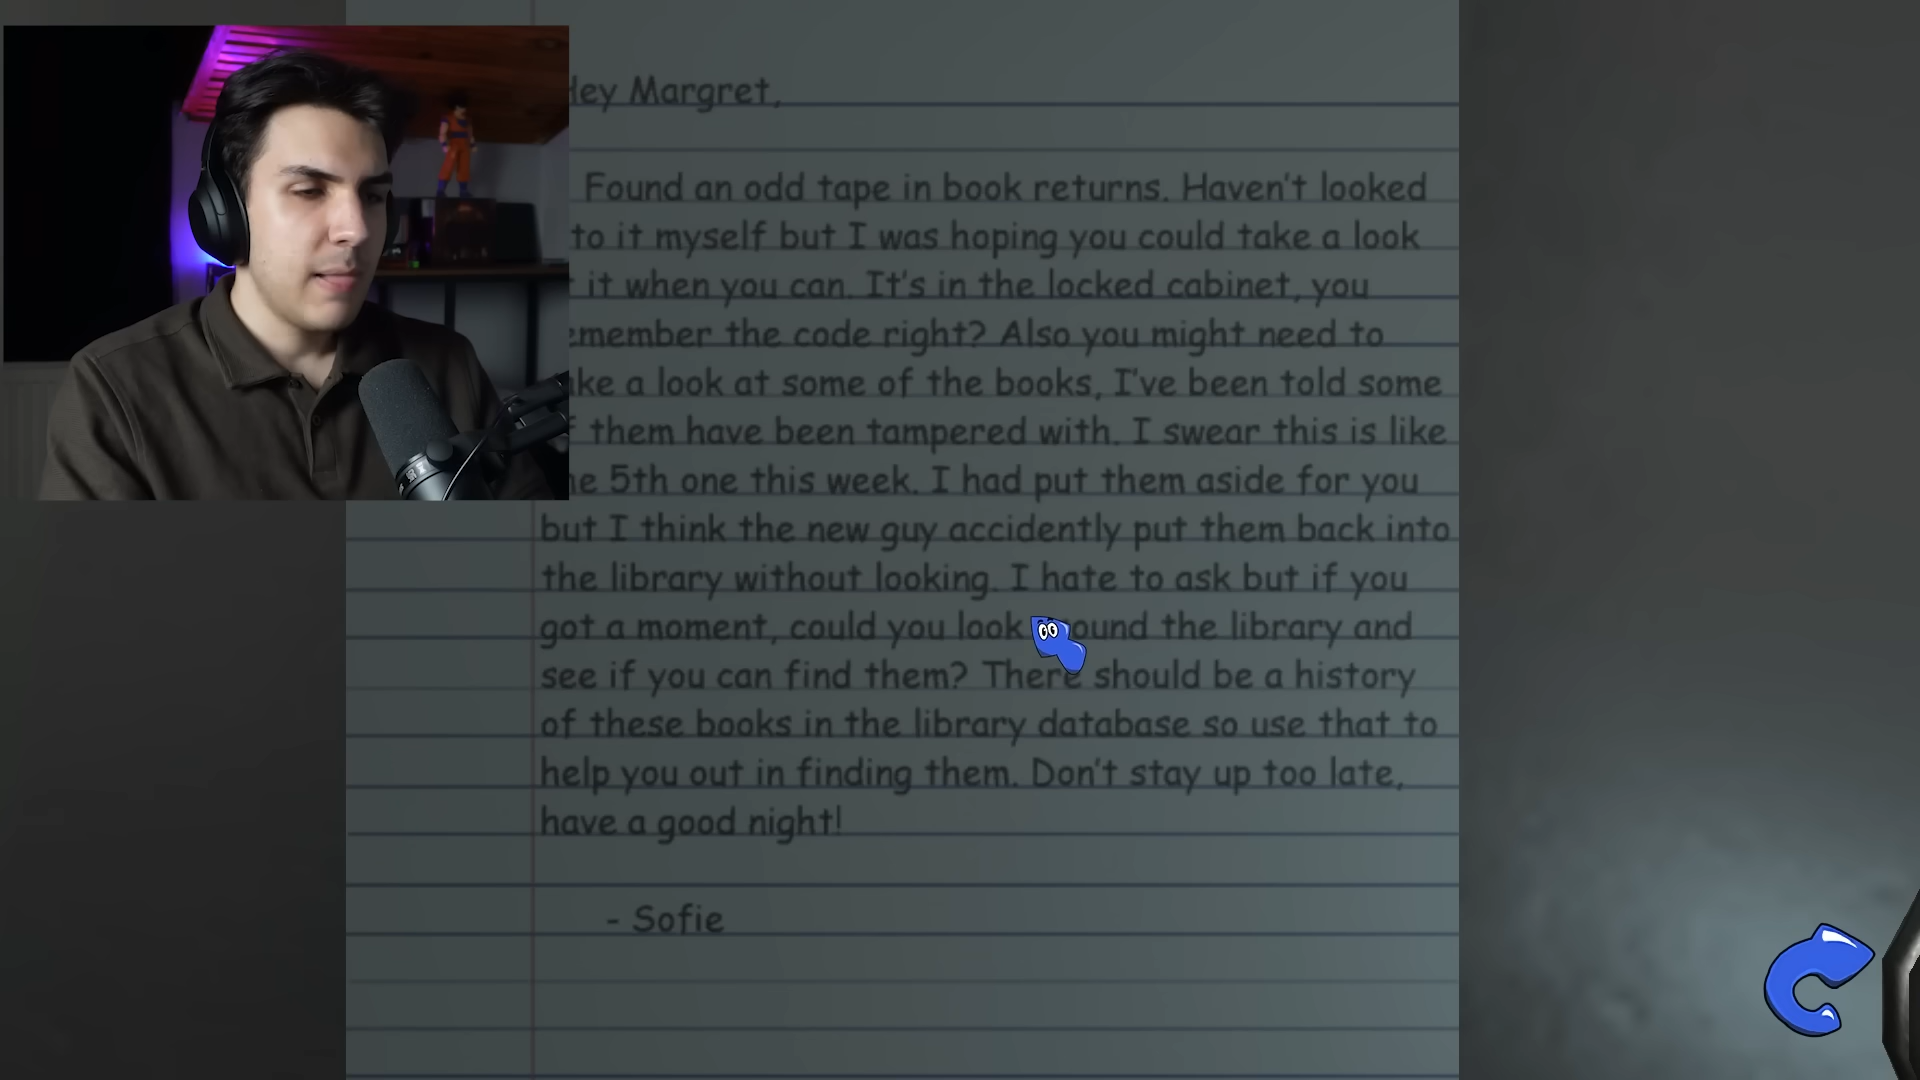 Hey Margret,
Found an odd tape in book returns. Haven't looked
to it myself but I was hoping you could take a look
it when you can. It's in the locked cabinet, you
emember the code right? Also you might need to
ke a look at some of the books, I've been told some
them have been tampered with. I swear this is like
he 5th one this week. I had put them aside for you
but I think the new guy accidently put them back into
the library without looking. I hate to ask but if you
got a moment, could you look ound the library and
see if you can find them? There should be a history
of these books in the library database so use that to
help you out in finding them. Don't stay up too late,
have a good night!
- Sofie